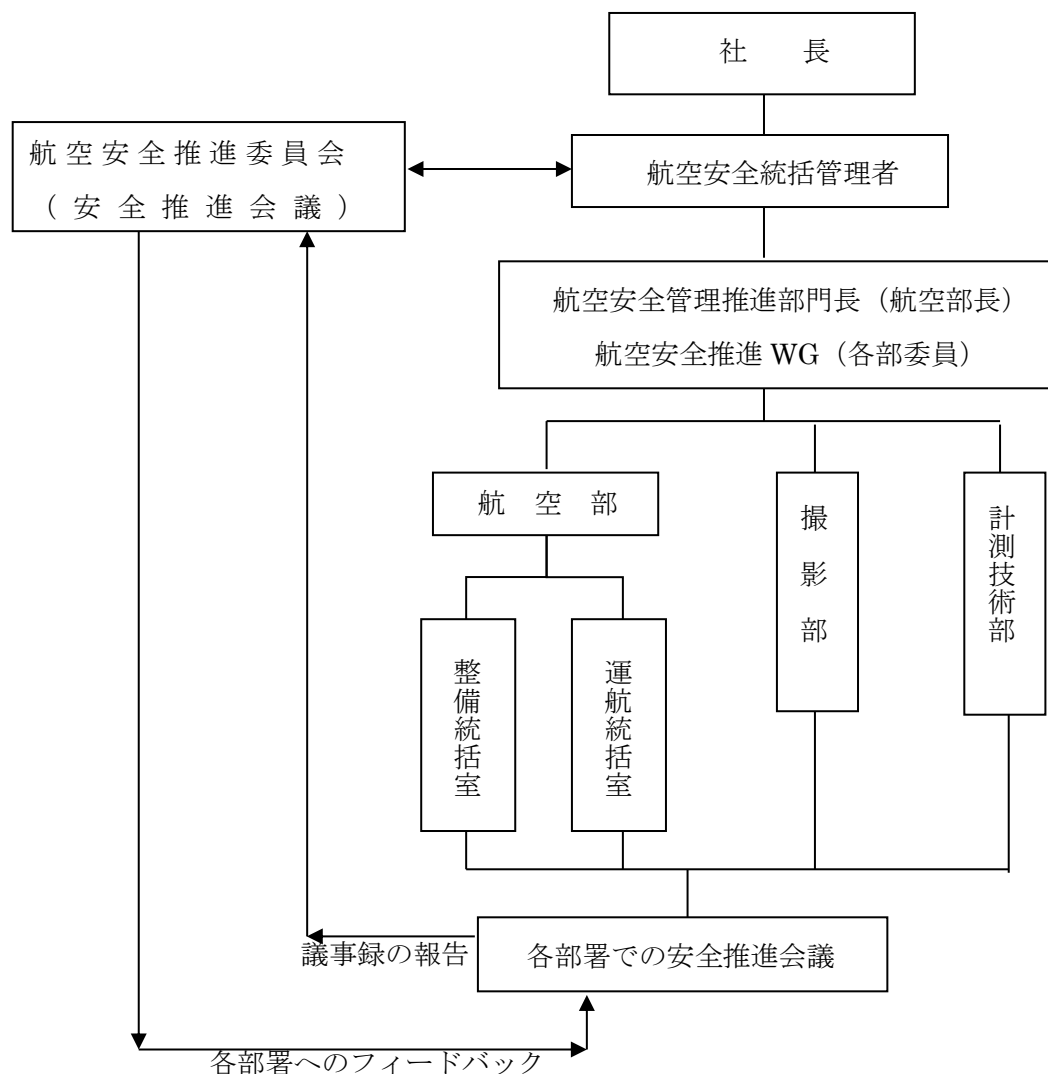 社　長
航空安全推進委員会
（安全推進会議）
航空安全統括管理者
航空安全管理推進部門長（航空部長）
航空安全推進 WG（各部委員）
航　空　部
撮影部
計測技術部
整備統括室
運航統括室
議事録の報告
各部署での安全推進会議
各部署へのフィードバック